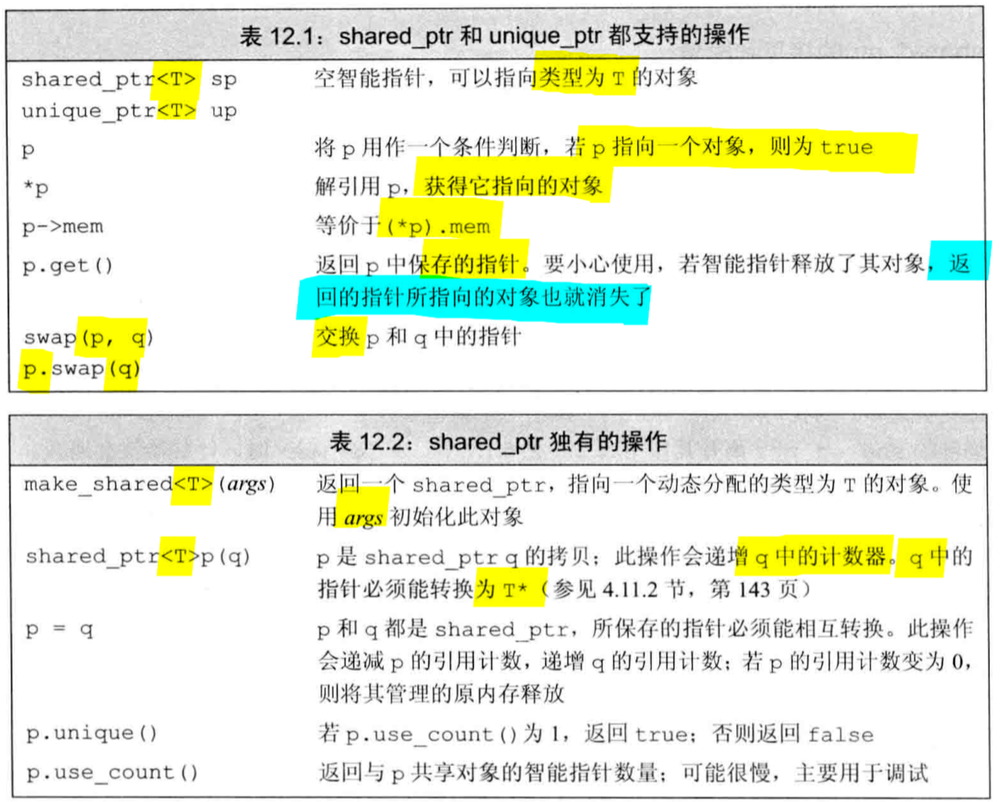 表 12.1：shared_ptr 和 unique_ptr 都支持的操作
shared_ptr<T> sp 空智能指针，可以指向类型为 T 的对象
unique_ptr<T> up
p 将 p 用作一个条件判断，若 p 指向一个对象，则为 true
*p 解引用 p，获得它指向的对象
p->mem 等价于(*p).mem
p.get() 返回 p 中保存的指针。要小心使用，若智能指针释放了其对象，返
回的指针所指向的对象也就消失了
swap(p, q) 交换 p 和 q 中的指针
p.swap(q)
表 12.2：shared_ptr 独有的操作
make_shared<T>(args) 返回一个 shared_ptr，指向一个动态分配的类型为 T 的对象。使
用 args 初始化此对象
shared_ptr<T>p(q) p 是 shared_ptr q 的拷贝；此操作会递增 q 中的计数器。q 中的
指针必须能转换为 T*（参见 4.11.2 节，第 143 页）
p = q p 和 q 都是 shared_ptr，所保存的指针必须能相互转换。此操作
会递减 p 的引用计数，递增 q 的引用计数；若 p 的引用计数变为 0，
则将其管理的原内存释放
p.unique() 若 p.use_count()为 1，返回 true；否则返回 false
p.use_count() 返回与 p 共享对象的智能指针数量；可能很慢，主要用于调试